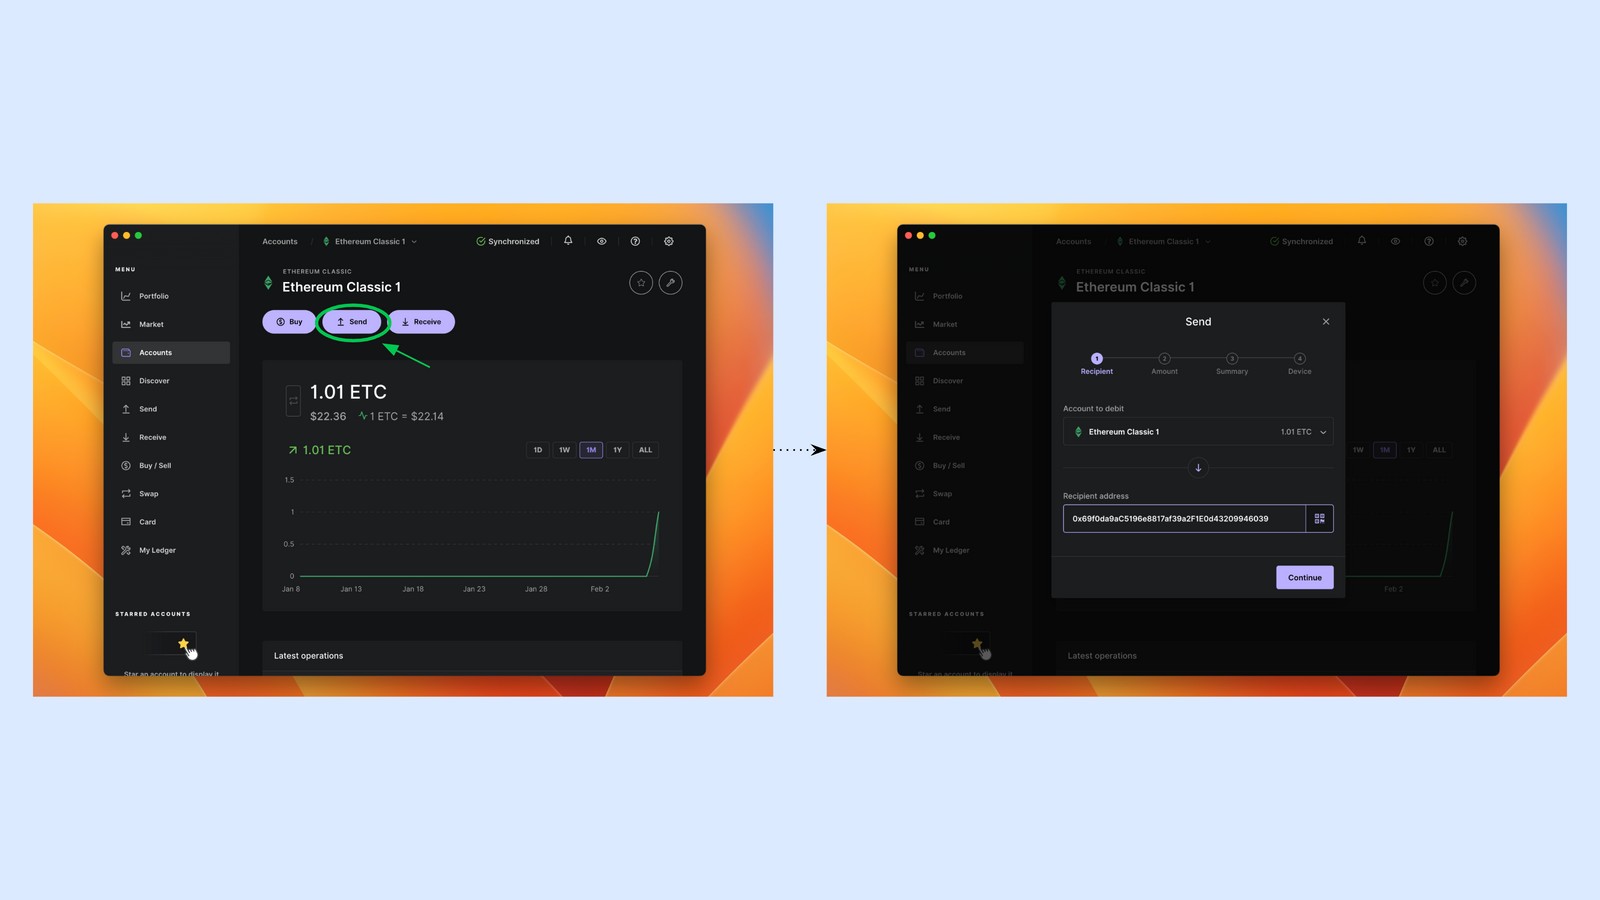 Accounts / Ethereum Classic 1 Synchronized
MENU
Portfolio
Market
Accounts
Discover
Send
Receive
Buy / Sell
Swap
Card
My Ledger
STARRED ACCOUNTS
Star an account to display it
ETHEREUM CLASSIC
Ethereum Classic 1
Buy Send Receive
1.01 ETC
$22.36 1 ETC = $22.14
1.01 ETC 1D 1W 1M 1Y ALL
1.5
1
0.5
0
Jan 8 Jan 13 Jan 18 Jan 23 Jan 28 Feb 2
Latest operations
Accounts / Ethereum Classic 1 Synchronized
MENU
Portfolio
Market
Accounts
Discover
Send
Receive
Buy / Sell
Swap
Card
My Ledger
STARRED ACCOUNTS
Star an account to display it
ETHEREUM CLASSIC
Ethereum Classic 1
Send
1 2 3 4
Recipient Amount Summary Device
Account to debit
Ethereum Classic 1 1.01 ETC
Recipient address
0x69f0da9aC5196e8817af39a2F1E0d43209946039
Continue
1W 1M 1Y ALL
Feb 2
Latest operations